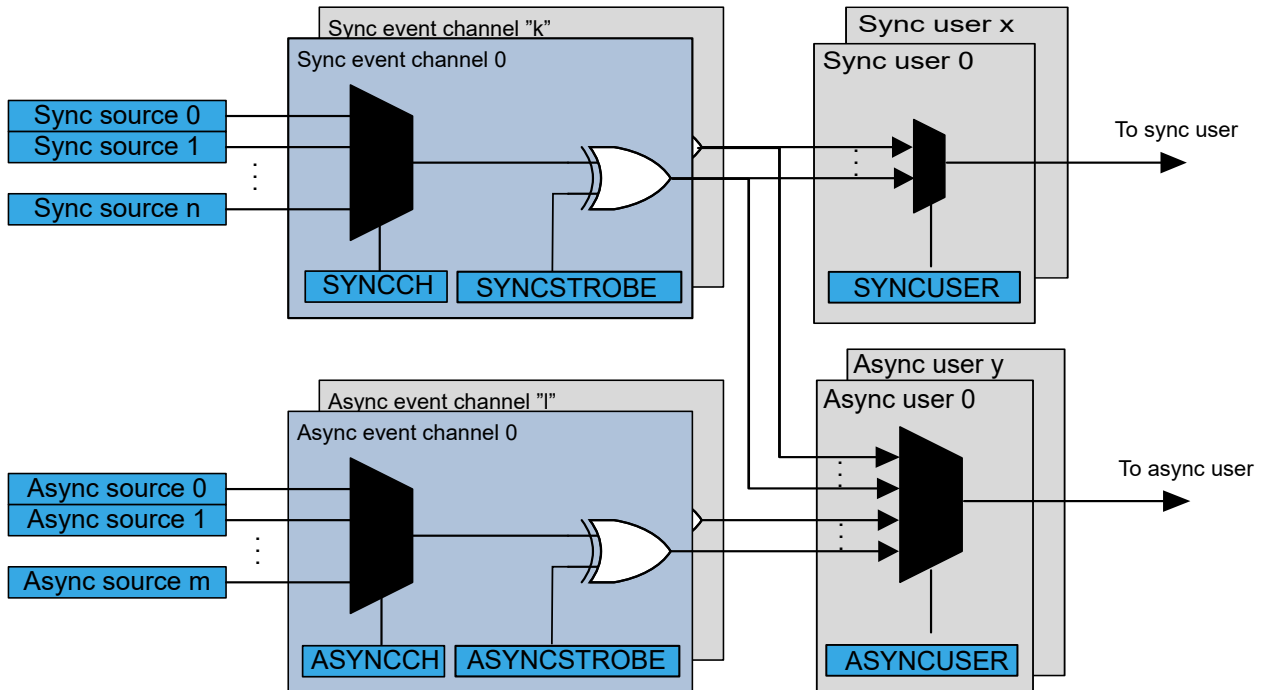 Sync event channel ”k”
Sync event channel 0
Sync source 0
Sync source 1
Sync source n
SYNCCH
SYNCSTROBE
Sync user x
Sync user 0
To sync user
SYNCUSER
Async event channel ”l”
Async event channel 0
Async source 0
Async source 1
Async source m
ASYNCCH
ASYNCSTROBE
Async user y
Async user 0
To async user
ASYNCUSER